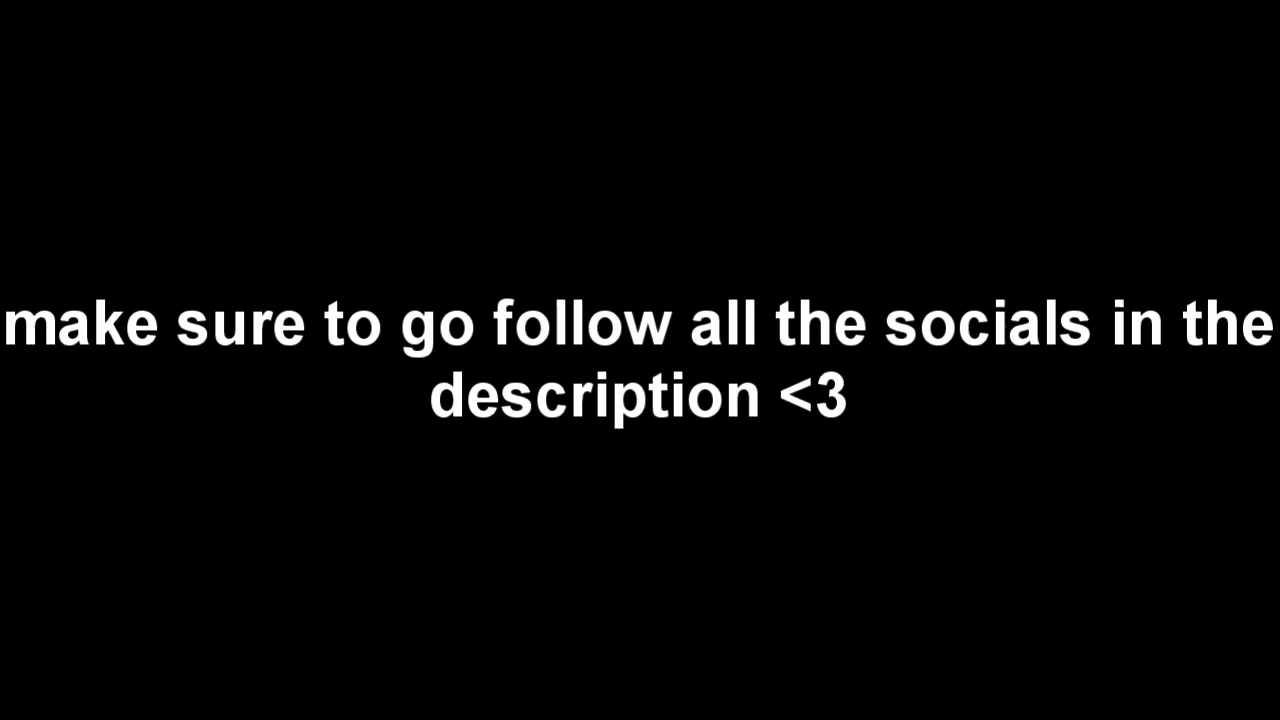 make sure to go follow all the socials in the
description <3